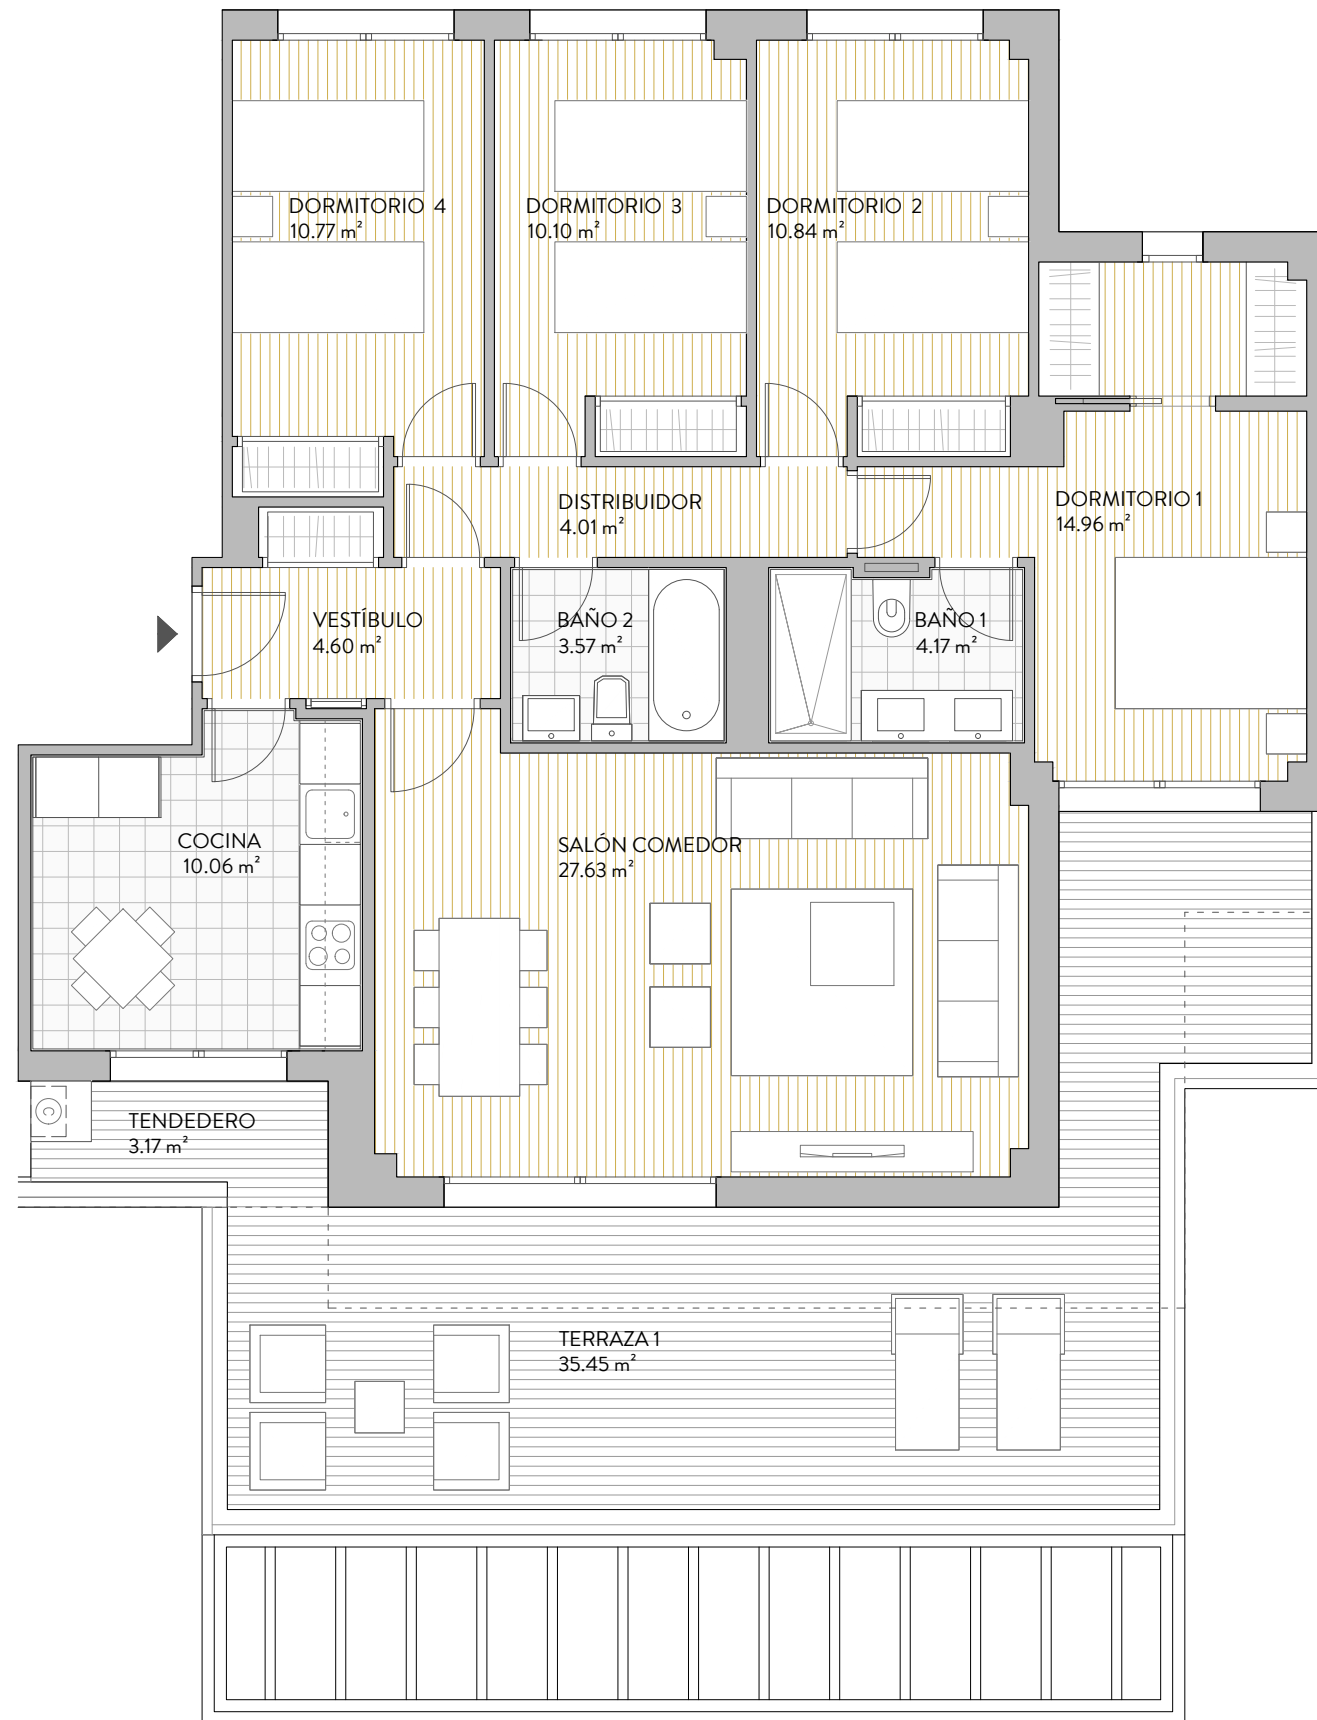 DORMITORIO 4
10.77 m²
DORMITORIO 3
10.10 m²
DORMITORIO 2
10.84 m²
DISTRIBUIDOR
4.01 m²
DORMITORIO 1
14.96 m²
VESTÍBULO
4.60 m²
BAÑO 2
3.57 m²
BAÑO 1
4.17 m²
COCINA
10.06 m²
SALÓN COMEDOR
27.63 m²
TENDEDERO
3.17 m²
C
TERRAZA 1
35.45 m²